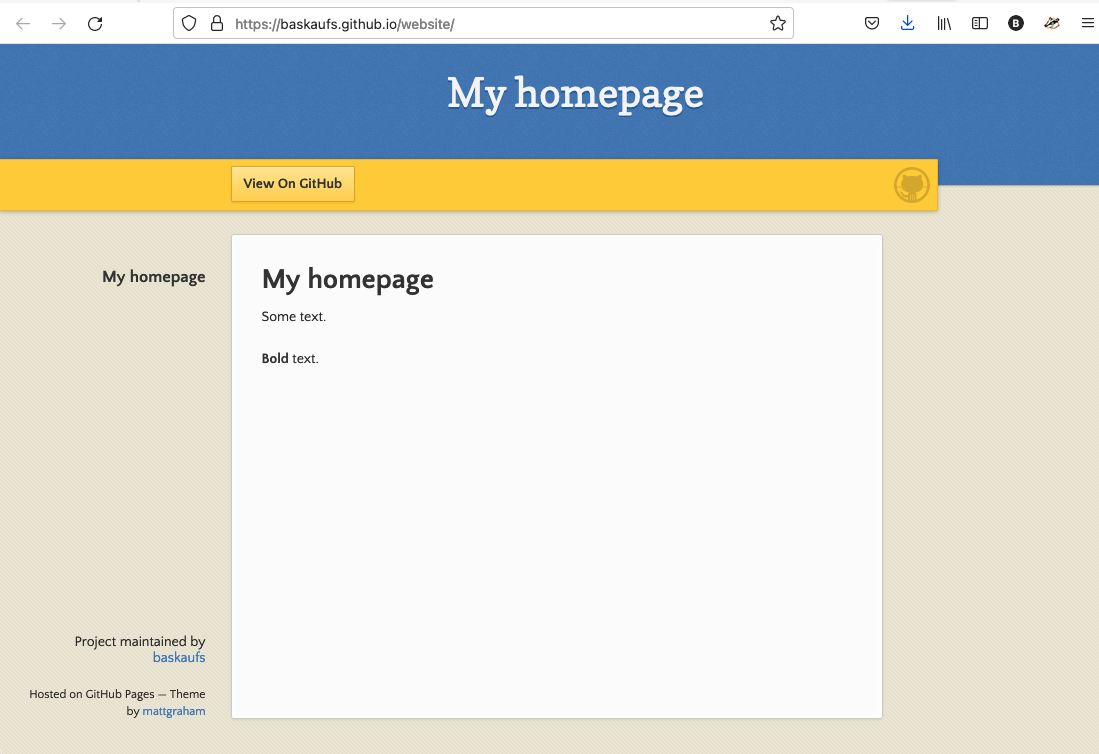 https://baskaufs.github.io/website/
B
My homepage
View On GitHub
My homepage
My homepage
Some text.
Bold text.
Project maintained by
baskaufs
Hosted on GitHub Pages — Theme
by mattgraham